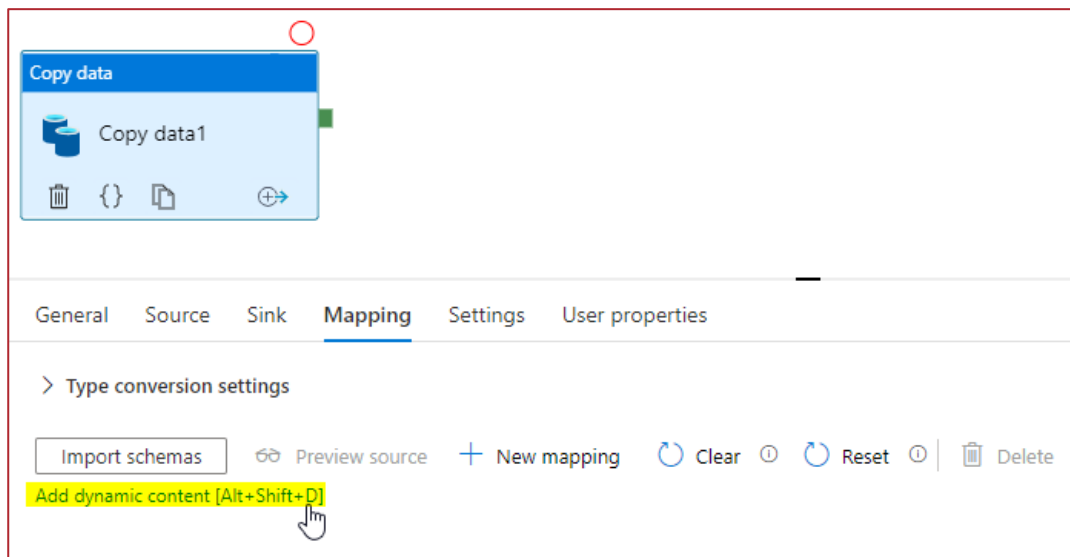 Copy data
Copy data1
General Source Sink Mapping Settings User properties
Type conversion settings
Import schemas Preview source New mapping Clear Reset Delete
Add dynamic content [Alt+Shift+D]